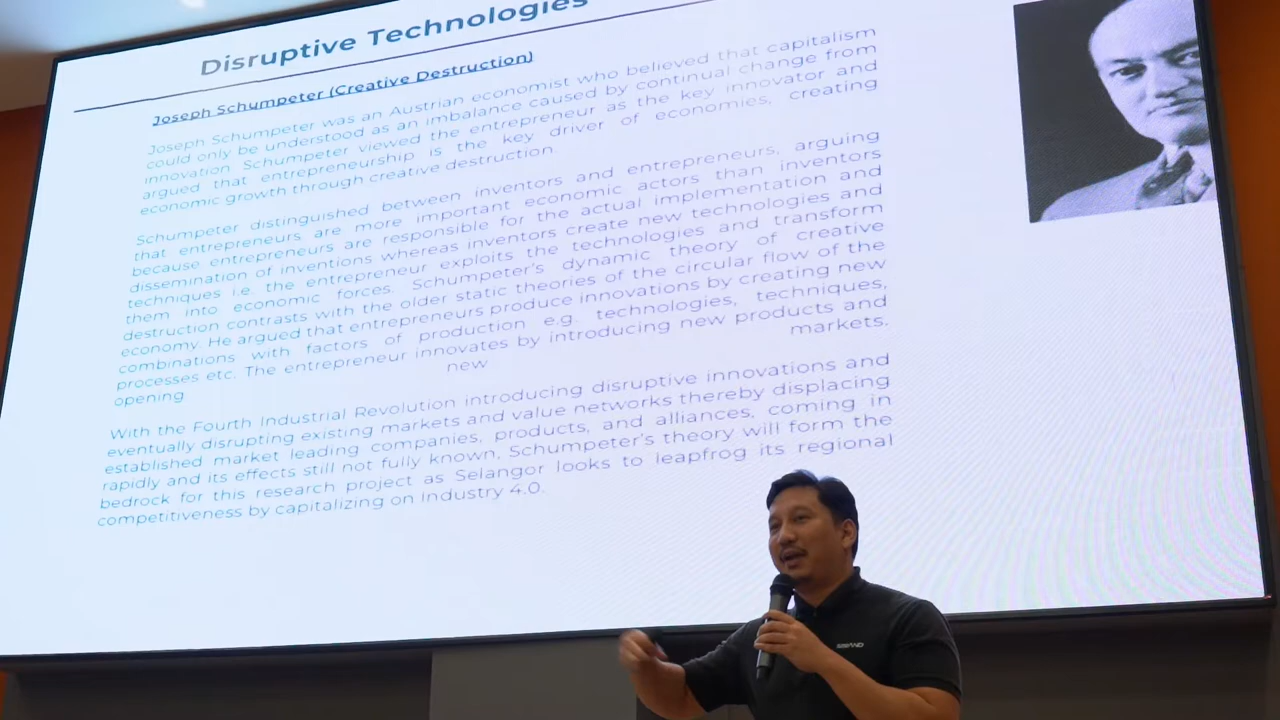 Disruptive Technologies
Joseph Schumpeter (Creative Destruction)
Joseph Schumpeter was an Austrian economist who believed that capitalism
could only be understood as an imbalance caused by continual change from
innovation. Schumpeter viewed the entrepreneur as the key innovator and
argued that entrepreneurship is the key driver of economies, creating
economic growth through creative destruction.
Schumpeter distinguished between inventors and entrepreneurs, arguing
that entrepreneurs are more important economic actors than inventors
because entrepreneurs are responsible for the actual implementation and
dissemination of inventions whereas inventors create new technologies and
techniques i.e. the entrepreneur exploits the technologies and transform
them into economic forces. Schumpeter's dynamic theory of creative
destruction contrasts with the older static theories of the circular flow of the
economy. He argued that entrepreneurs produce innovations by creating new
combinations with factors of production e.g. technologies, techniques,
processes etc. The entrepreneur innovates by introducing new products and
opening new markets.
With the Fourth Industrial Revolution introducing disruptive innovations and
eventually disrupting existing markets and value networks thereby displacing
established market leading companies, products, and alliances, coming in
rapidly and its effects still not fully known, Schumpeter's theory will form the
bedrock for this research project as Selangor looks to leapfrog its regional
competitiveness by capitalizing on Industry 4.0.